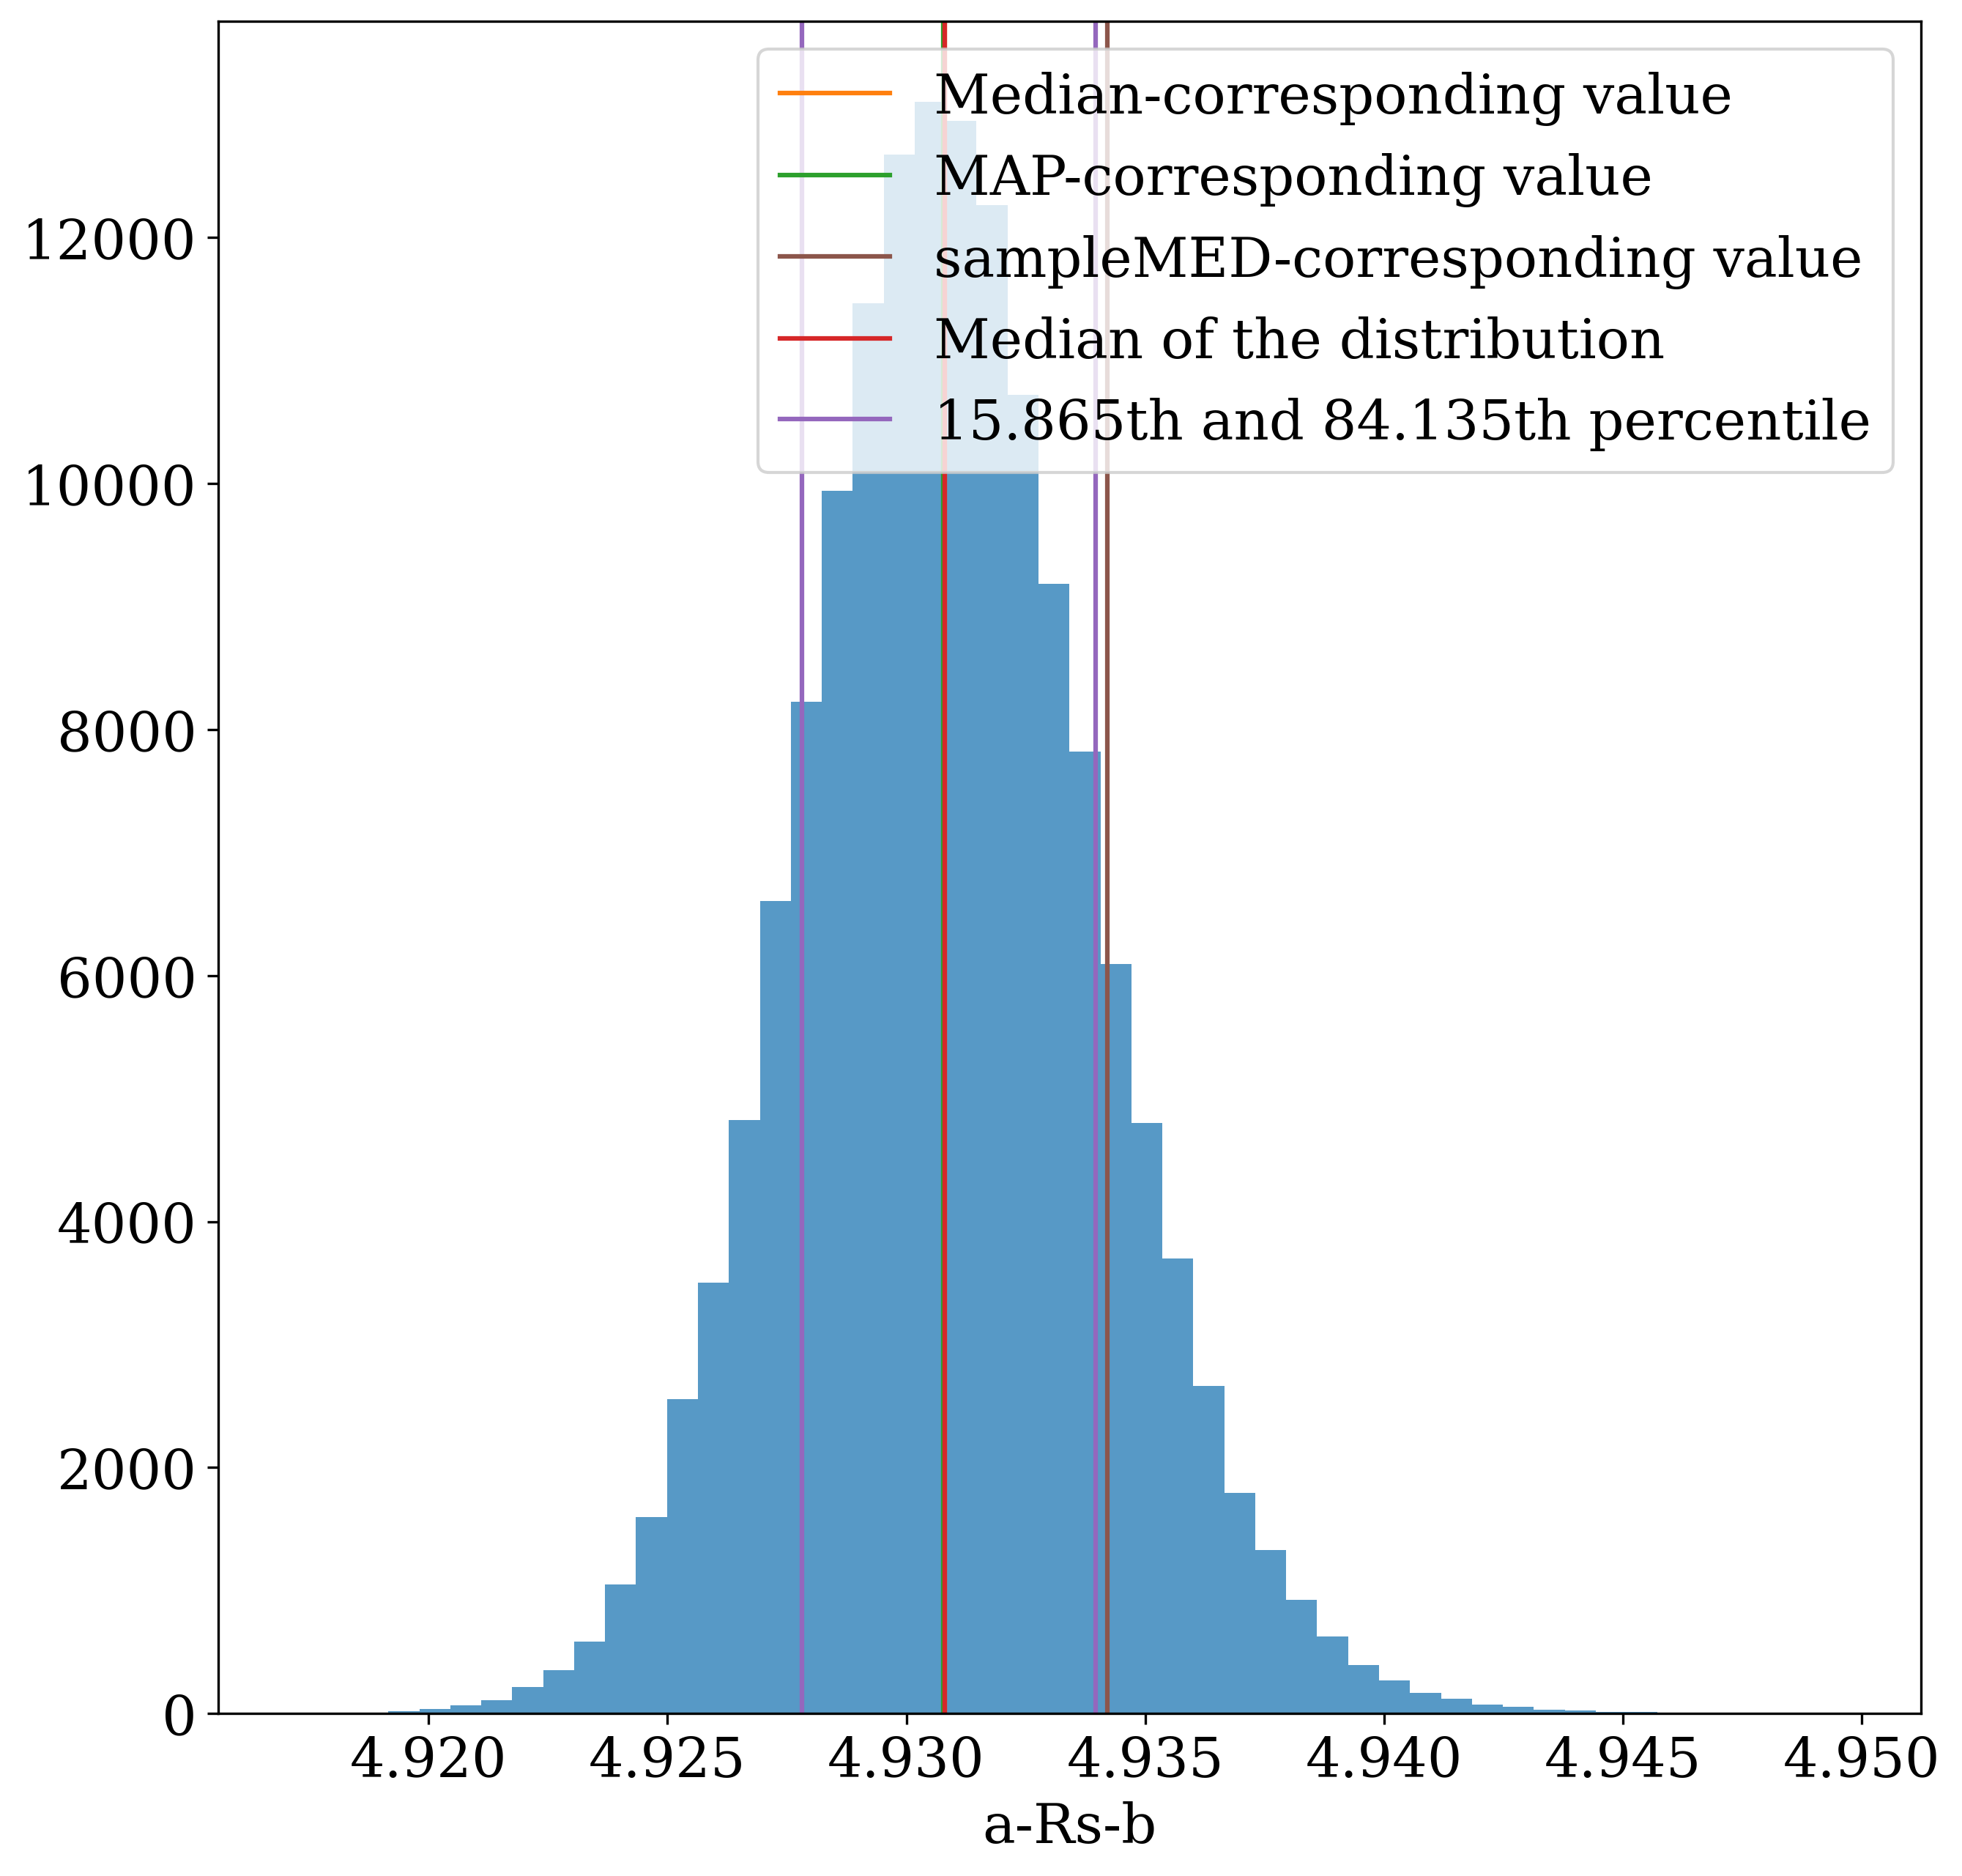 Median-corresponding value
MAP-corresponding value
sampleMED-corresponding value
Median of the distribution
15.865th and 84.135th percentile
12000
10000
8000
6000
4000
2000
0
4.920 4.925 4.930 4.935 4.940 4.945 4.950
a-Rs-b